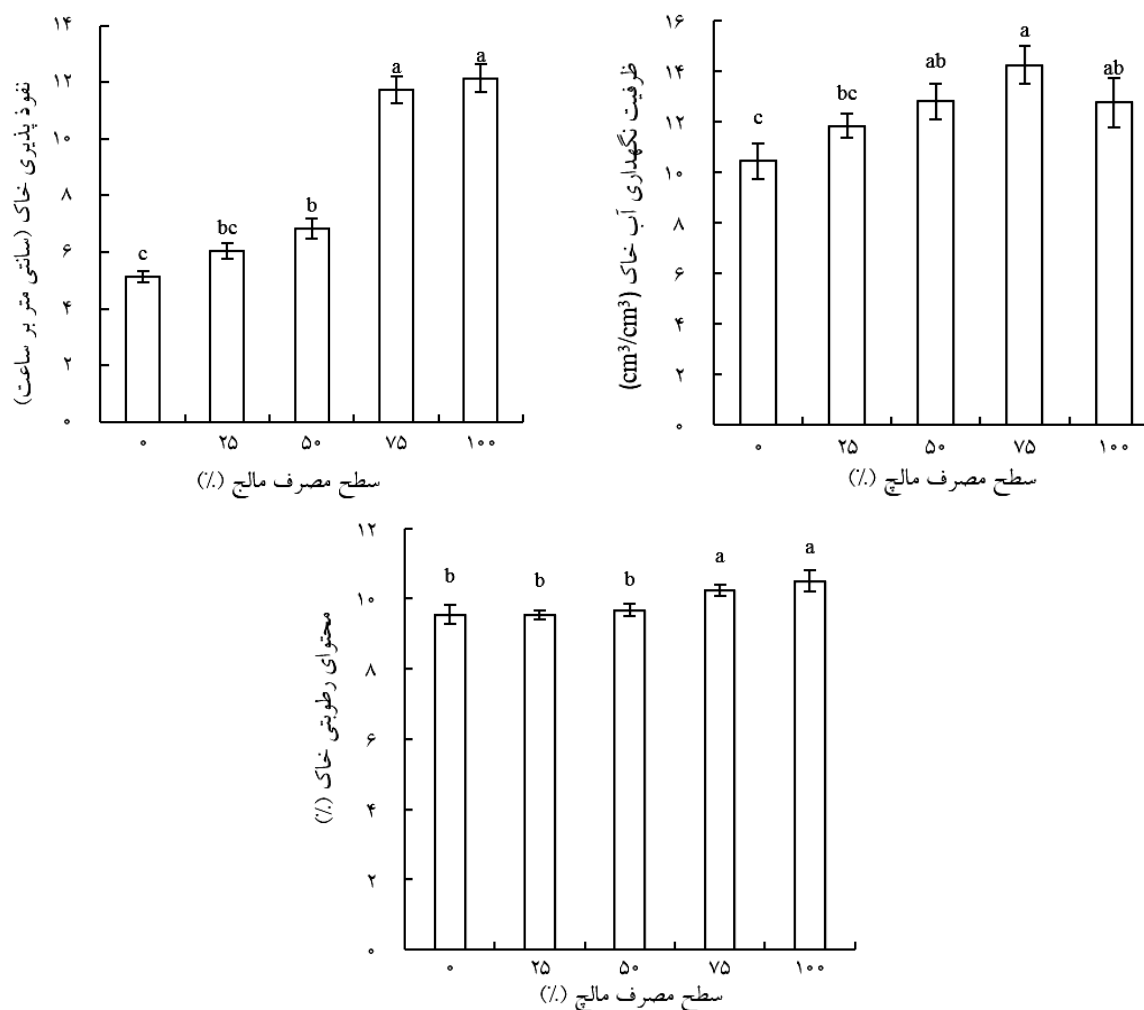 نفوذ پذیری خاک (سانتی متر بر ساعت)
۱۴
۱۲
۱۰
۸
۶
۴
۲
۰
c
bc
b
a
a
۰ ۲۵ ۵۰ ۷۵ ۱۰۰
سطح مصرف مالچ (٪)
ظرفیت نگهداری آب خاک (cm³/cm³)
۱۶
۱۴
۱۲
۱۰
۸
۶
۴
۲
۰
c
bc
ab
a
ab
۰ ۲۵ ۵۰ ۷۵ ۱۰۰
سطح مصرف مالچ (٪)
محتوای رطوبتی خاک (٪)
۱۲
۱۰
۸
۶
۴
۲
۰
b
b
b
a
a
۰ ۲۵ ۵۰ ۷۵ ۱۰۰
سطح مصرف مالچ (٪)